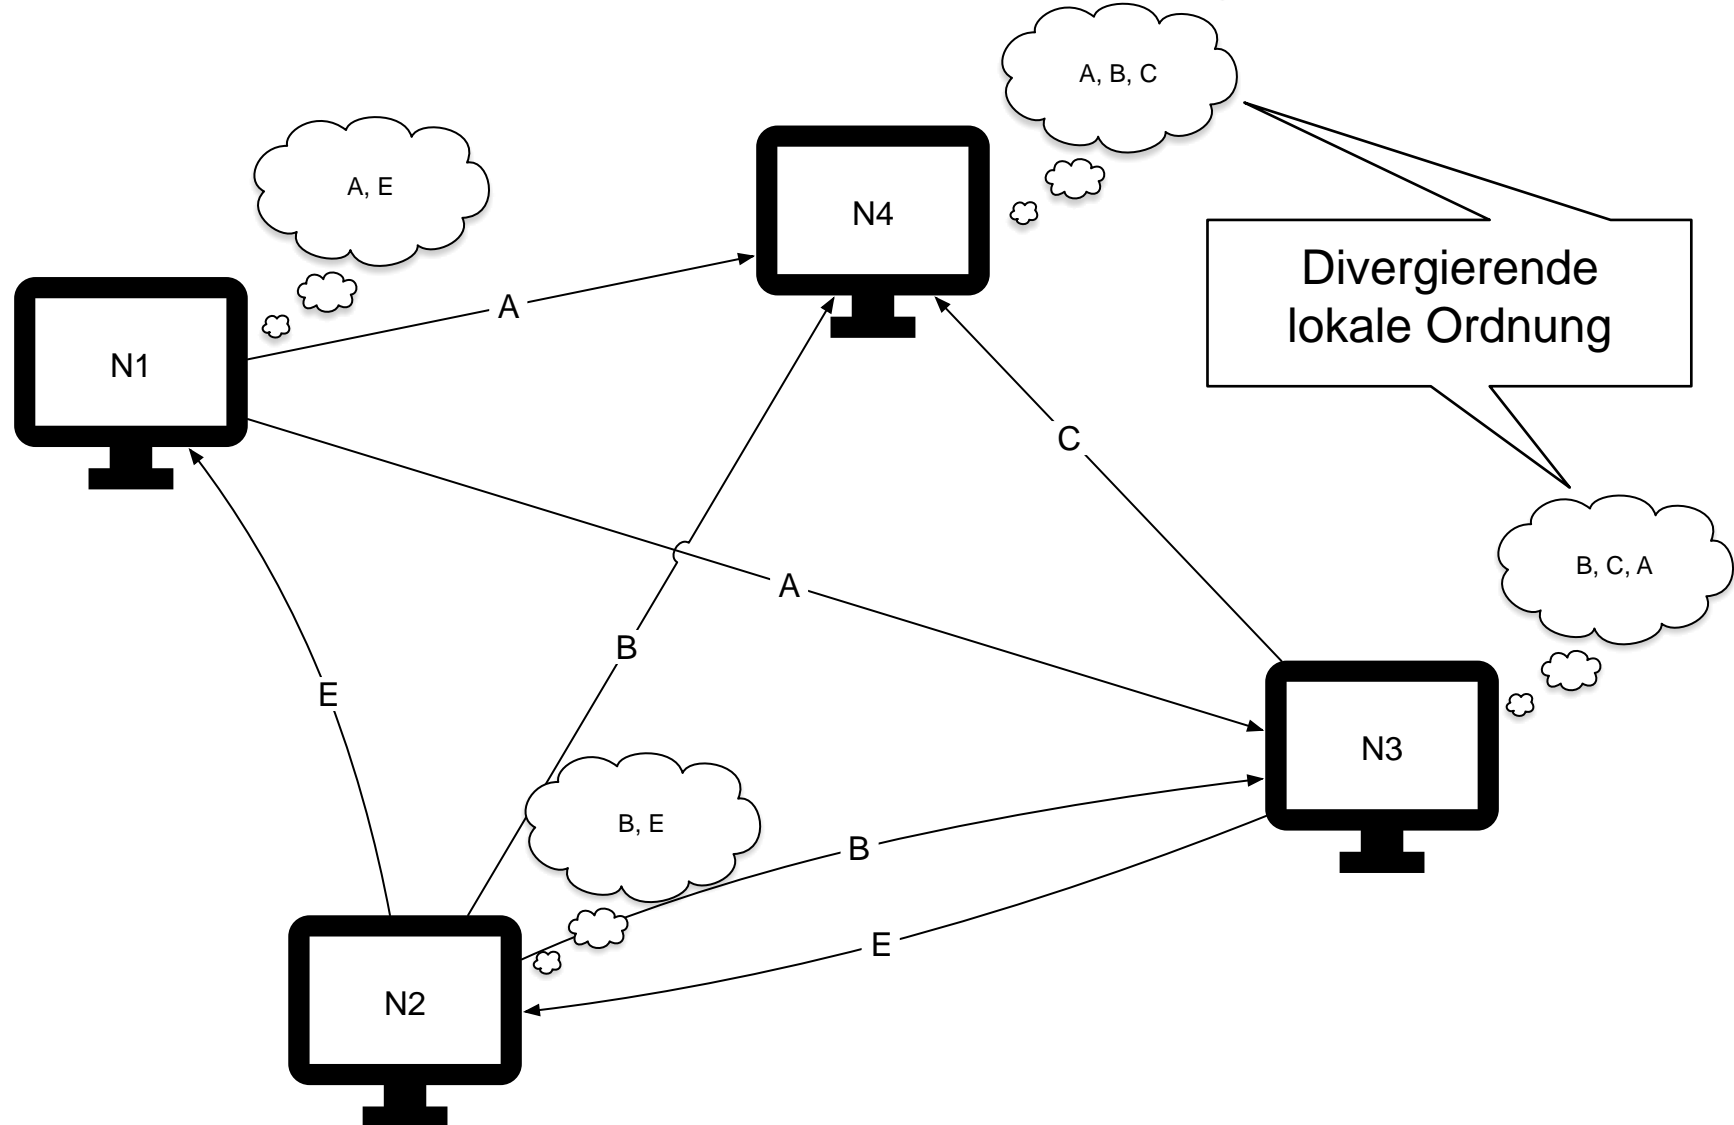 A, B, C
A, E
N4
Divergierende
lokale Ordnung
A
N1
C
B, C, A
A
B
E
N3
B, E
B
E
N2